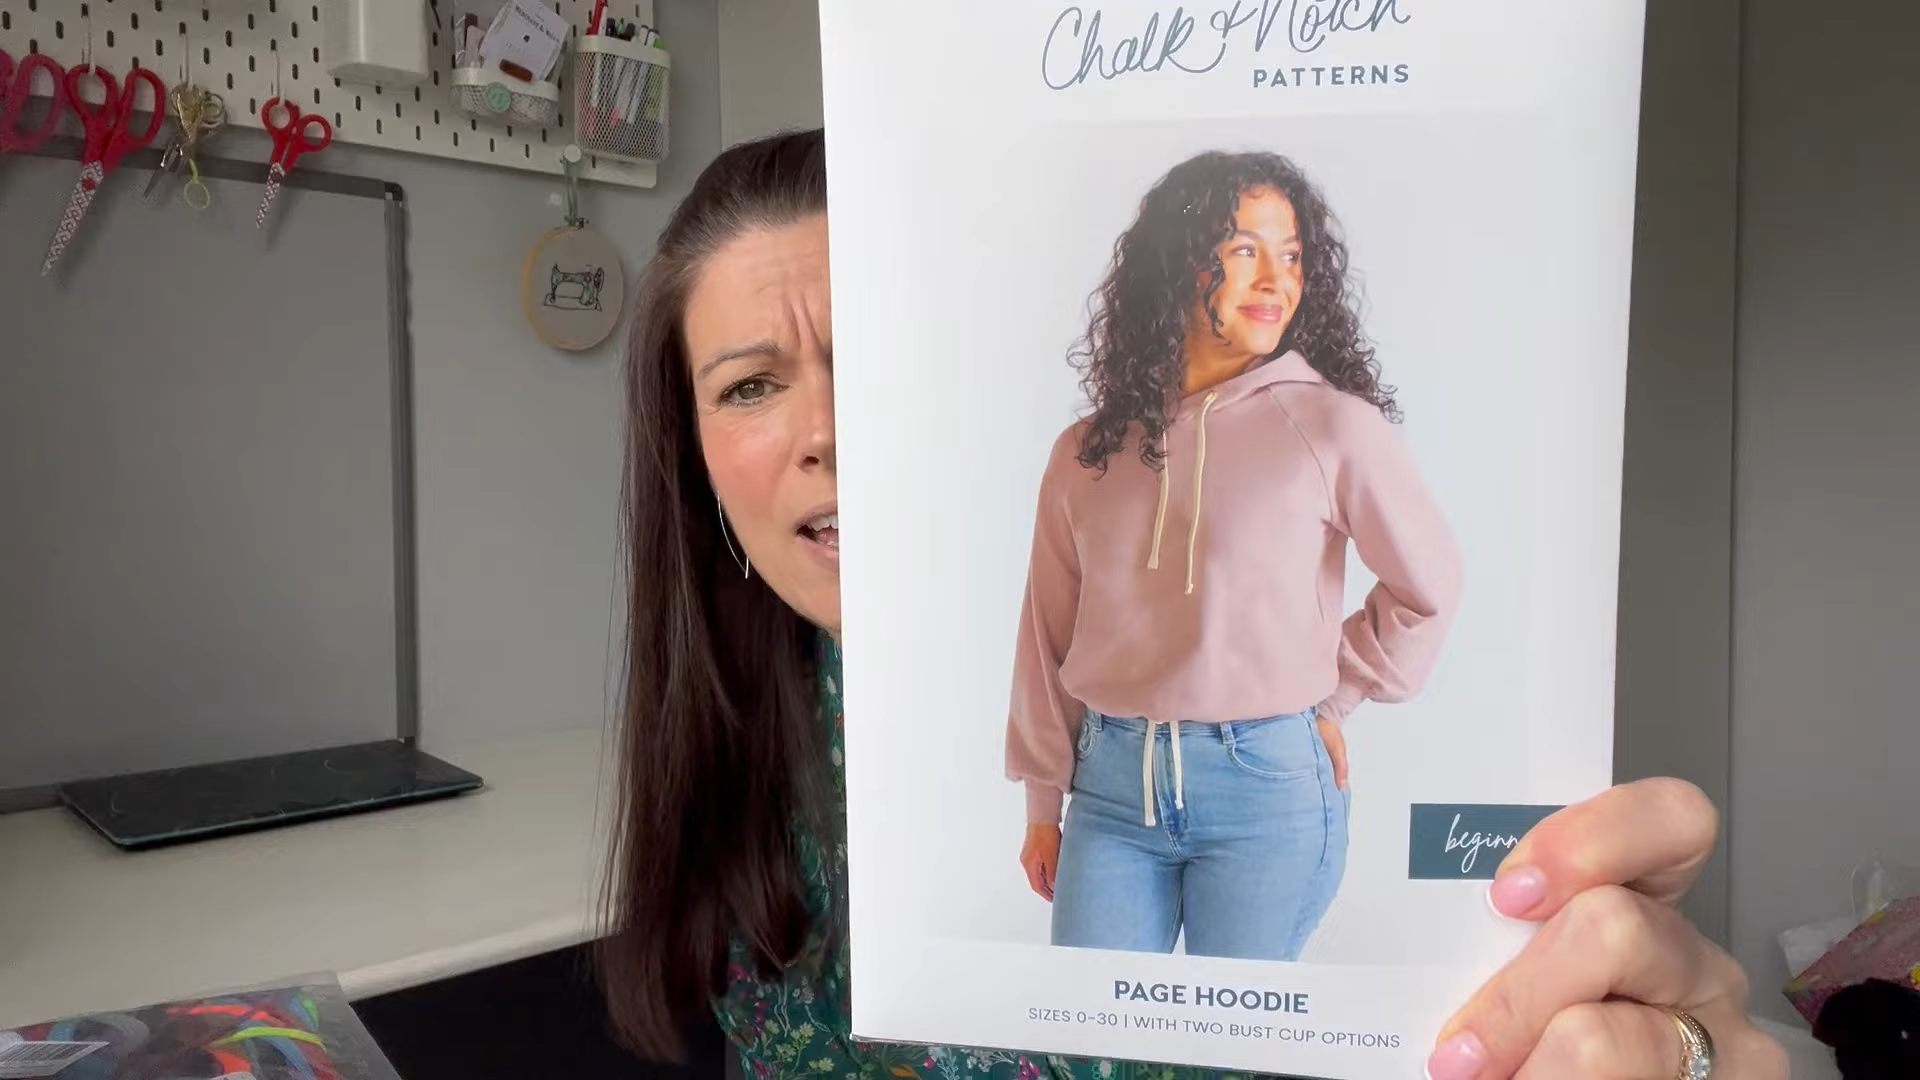 Chalk & Notch
PATTERNS
PAGE HOODIE
SIZES 0-30 | WITH TWO BUST CUP OPTIONS